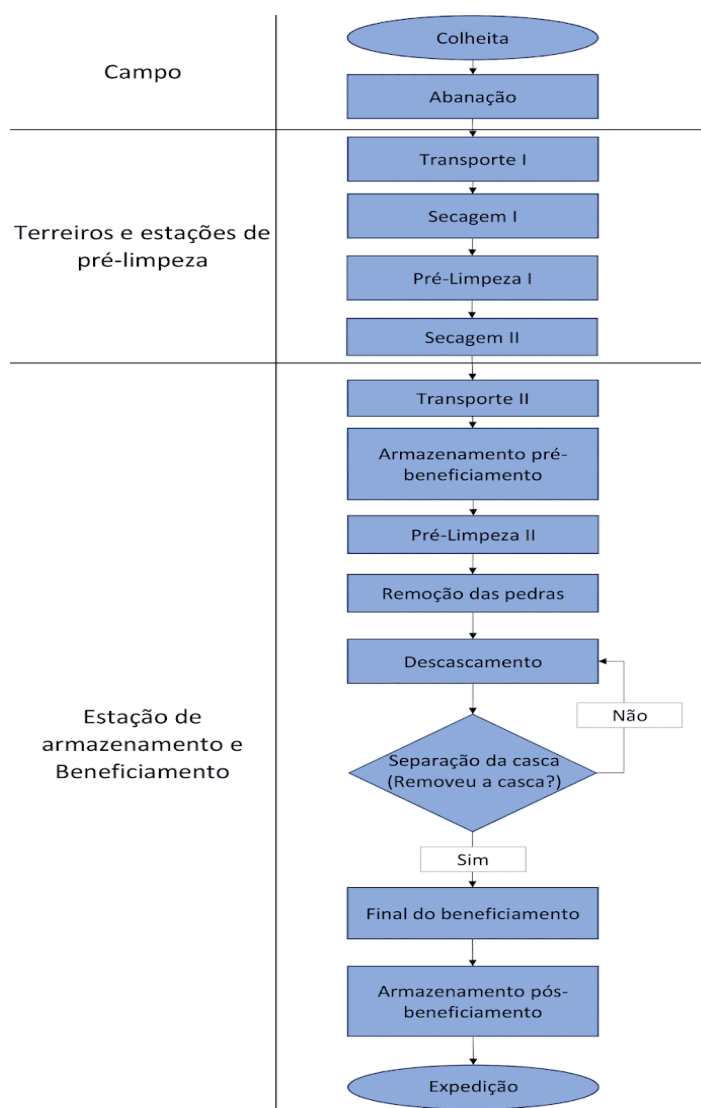 Campo
Colheita
Abanação
Terreiros e estações de
pré-limpeza
Transporte I
Secagem I
Pré-Limpeza I
Secagem II
Estação de
armazenamento e
Beneficiamento
Transporte II
Armazenamento pré-
beneficiamento
Pré-Limpeza II
Remoção das pedras
Descascamento
Não
Separação da casca
(Removeu a casca?)
Sim
Final do beneficiamento
Armazenamento pós-
beneficiamento
Expedição